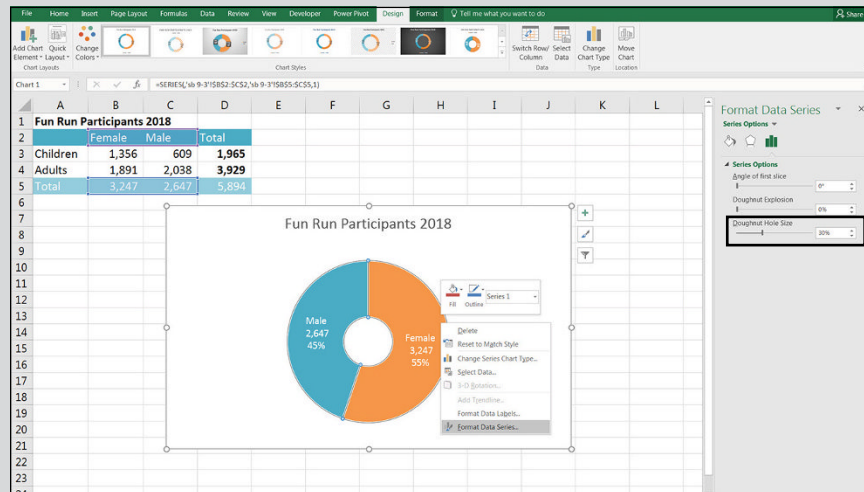 File Home Insert Page Layout Formulas Data Review View Developer Power Pivot Design Format Tell me what you want to do Share
Add Chart Element Quick Layout Change Colors Switch Row/ Column Select Data Change Chart Type Move Chart
Chart Layouts Chart Styles Data Type Location
Chart 1 fx =SERIES(,'sb 9-3'!$B$2:$C$2,'sb 9-3'!$B$5:$C$5,1)
A B C D E F G H I J K L
1 Fun Run Participants 2018
2 Female Male Total
3 Children 1,356 609 1,965
4 Adults 1,891 2,038 3,929
5 Total 3,247 2,647 5,894
6
7
8
9
10
11
12
13
14
15
16
17
18
19
20
21
22
23
Fun Run Participants 2018
Male
2,647
45%
Female
3,247
55%
Fill Outline Series 1
Delete
Reset to Match Style
Change Series Chart Type...
Select Data...
3-D Rotation...
Add Trendline...
Format Data Labels...
Format Data Series...
Format Data Series
Series Options
Series Options
Angle of first slice
0°
Doughnut Explosion
0%
Doughnut Hole Size
30%